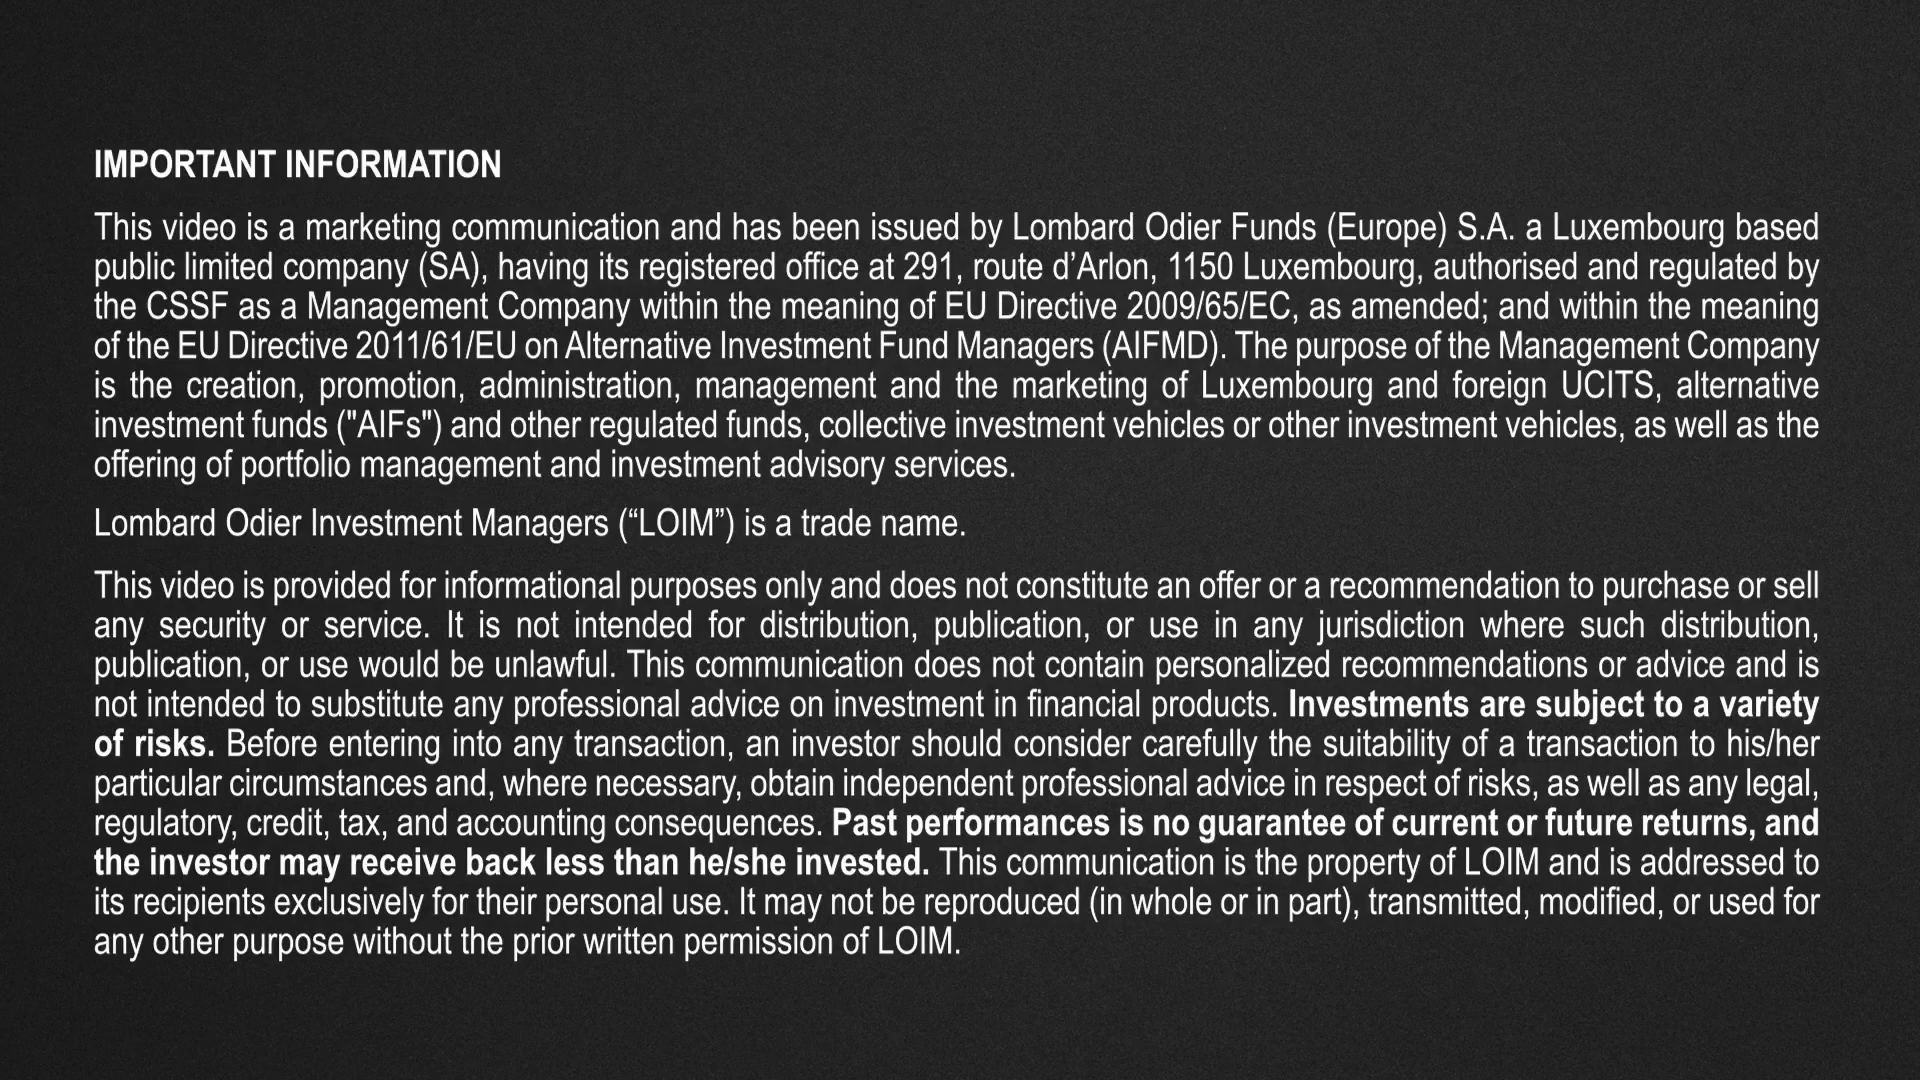 IMPORTANT INFORMATION
This video is a marketing communication and has been issued by Lombard Odier Funds (Europe) S.A. a Luxembourg based
public limited company (SA), having its registered office at 291, route d’Arlon, 1150 Luxembourg, authorised and regulated by
the CSSF as a Management Company within the meaning of EU Directive 2009/65/EC, as amended; and within the meaning
of the EU Directive 2011/61/EU on Alternative Investment Fund Managers (AIFMD). The purpose of the Management Company
is the creation, promotion, administration, management and the marketing of Luxembourg and foreign UCITS, alternative
investment funds ("AIFs") and other regulated funds, collective investment vehicles or other investment vehicles, as well as the
offering of portfolio management and investment advisory services.
Lombard Odier Investment Managers (“LOIM”) is a trade name.
This video is provided for informational purposes only and does not constitute an offer or a recommendation to purchase or sell
any security or service. It is not intended for distribution, publication, or use in any jurisdiction where such distribution,
publication, or use would be unlawful. This communication does not contain personalized recommendations or advice and is
not intended to substitute any professional advice on investment in financial products. Investments are subject to a variety
of risks. Before entering into any transaction, an investor should consider carefully the suitability of a transaction to his/her
particular circumstances and, where necessary, obtain independent professional advice in respect of risks, as well as any legal,
regulatory, credit, tax, and accounting consequences. Past performances is no guarantee of current or future returns, and
the investor may receive back less than he/she invested. This communication is the property of LOIM and is addressed to
its recipients exclusively for their personal use. It may not be reproduced (in whole or in part), transmitted, modified, or used for
any other purpose without the prior written permission of LOIM.